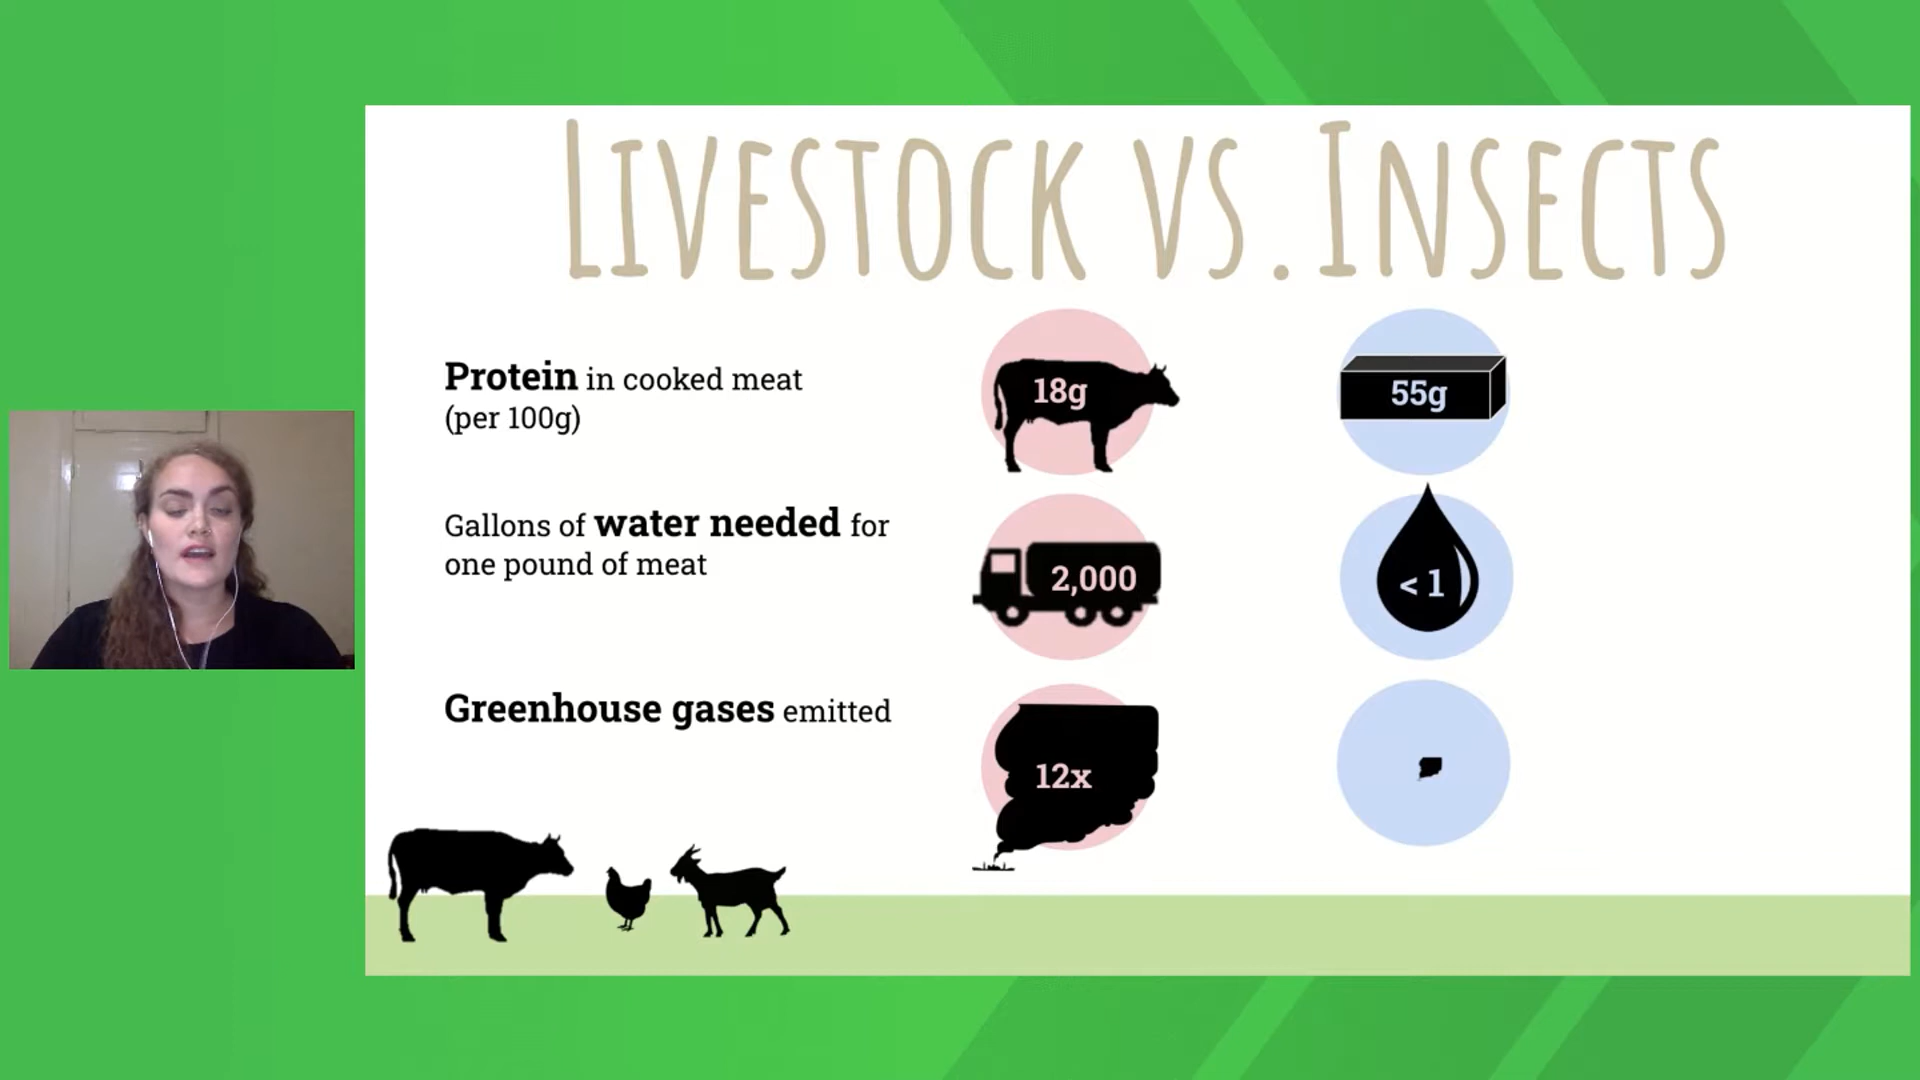 Livestock vs. Insects
Protein in cooked meat
(per 100g)
18g
55g
Gallons of water needed for
one pound of meat
2,000
< 1
Greenhouse gases emitted
12x